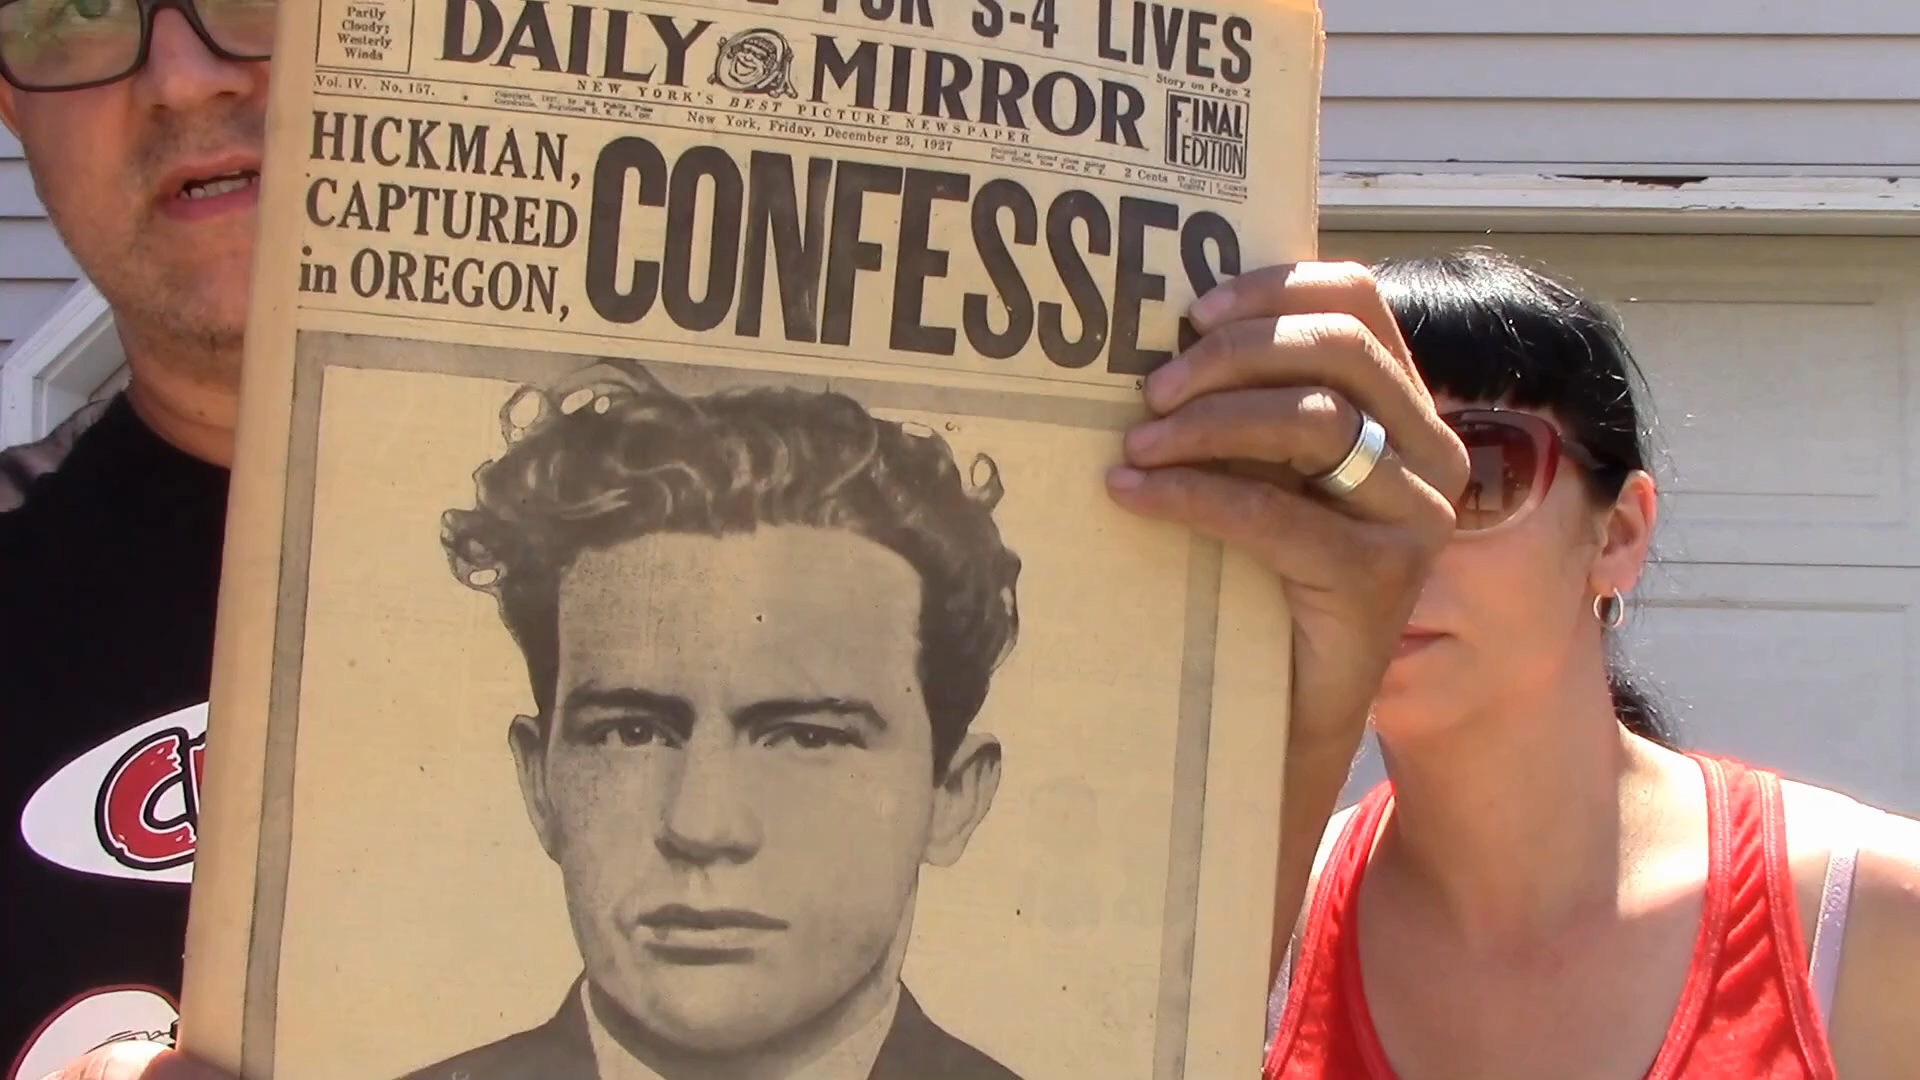 FOR S-4 LIVES
Story on Page 2
Partly
Cloudy;
Westerly
Winds
DAILY MIRROR
Vol. IV. No. 157.
NEW YORK'S BEST PICTURE NEWSPAPER
New York, Friday, December 23, 1927
2 Cents
FINAL
EDITION
HICKMAN,
CAPTURED
in OREGON,
CONFESSES